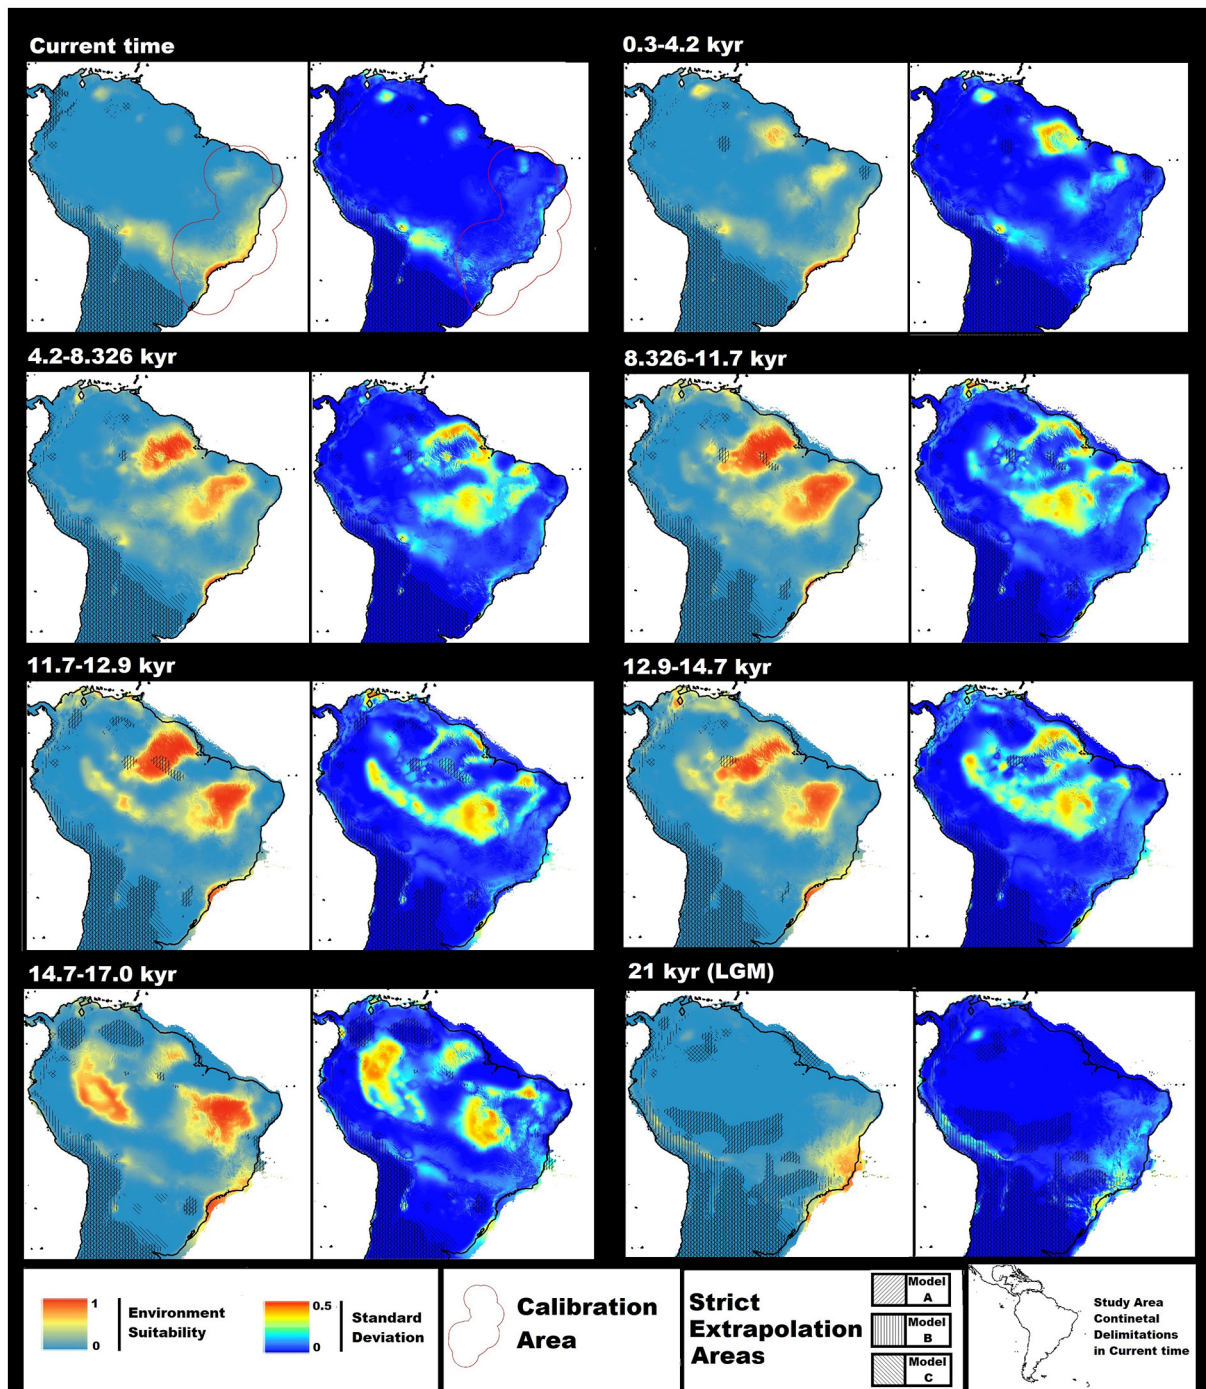 Current time
0.3-4.2 kyr
4.2-8.326 kyr
8.326-11.7 kyr
11.7-12.9 kyr
12.9-14.7 kyr
14.7-17.0 kyr
21 kyr (LGM)
1
0
Environment
Suitability
0.5
0
Standard
Deviation
Calibration
Area
Strict
Extrapolation
Areas
Model
A
Model
B
Model
C
Study Area
Continetal
Delimitations
in Current time